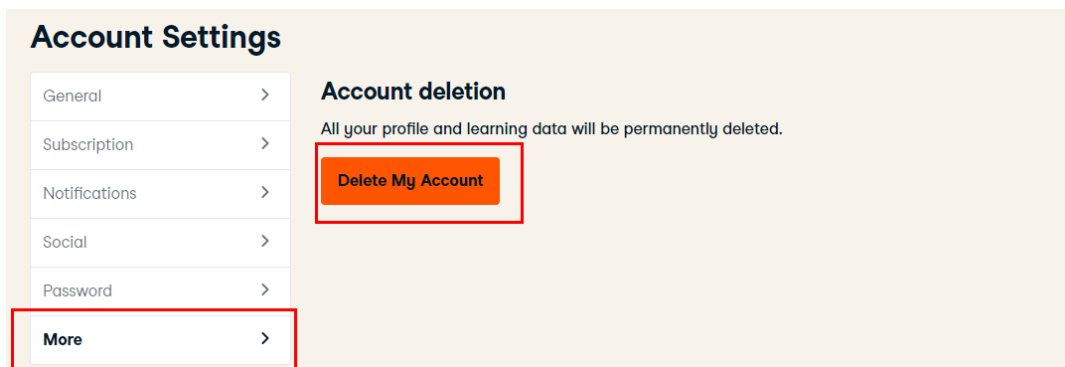 Account Settings
General
Subscription
Notifications
Social
Password
More
Account deletion
All your profile and learning data will be permanently deleted.
Delete My Account